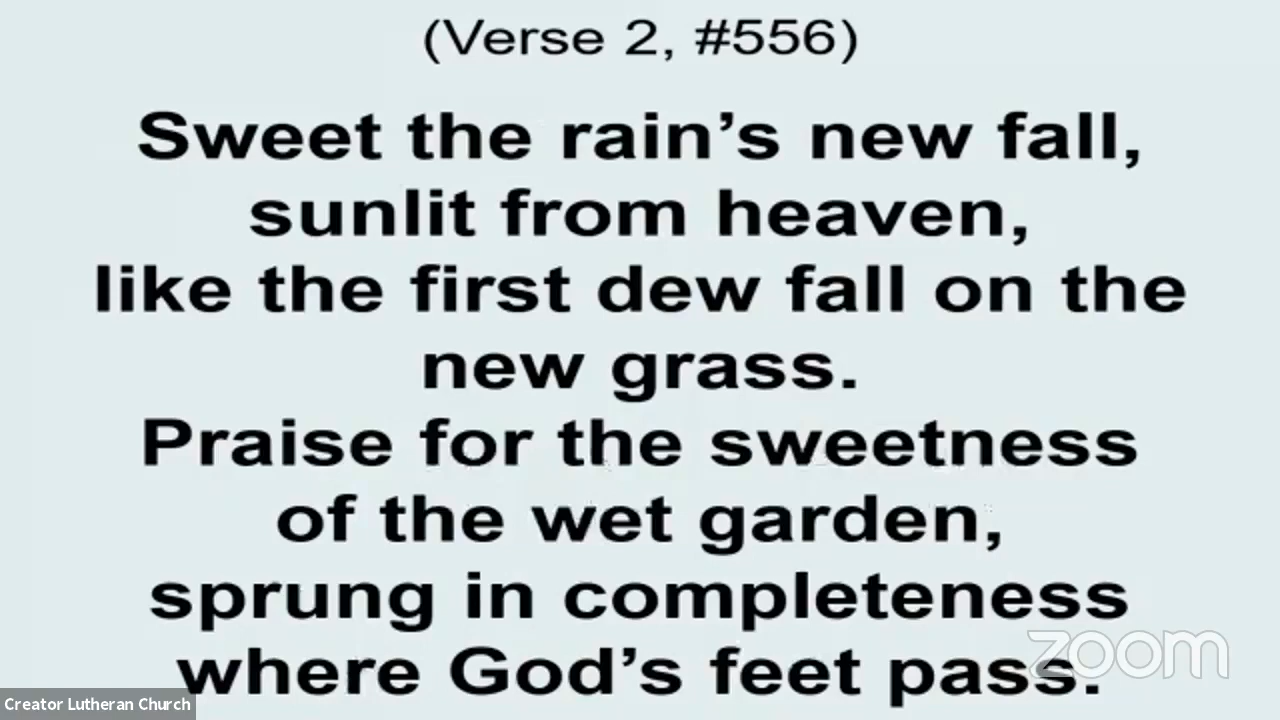 (Verse 2, #556)
Sweet the rain’s new fall,
sunlit from heaven,
like the first dew fall on the
new grass.
Praise for the sweetness
of the wet garden,
sprung in completeness
where God’s feet pass.
zoom
Creator Lutheran Church